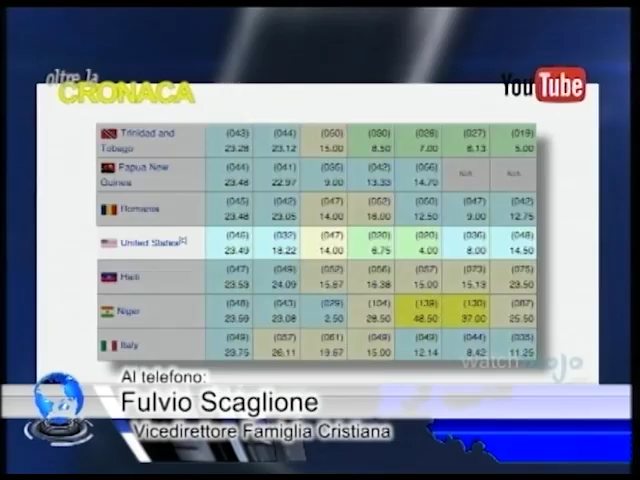 oltre la
CRONACA
YouTube
Trinidad and Tobago (043) (044) (050) (030) (028) (027) (019)
23.28 23.12 15.00 8.50 7.00 6.13 5.00
Papua New Guinea (044) (041) (042) (056) N/A N/A
23.48 22.97 9.00 13.33 14.70
Romania (045) (042) (047) (052) (050) (047) (042)
23.48 23.05 14.00 16.00 12.50 9.00 12.75
United States[c] (046) (032) (047) (020) (020) (036) (048)
23.49 18.22 14.00 6.75 4.00 8.00 14.50
Haiti (047) (049) (052) (056) (057) (073) (075)
23.53 24.09 15.67 16.38 15.00 15.13 23.50
Niger (048) (043) (029) (104) (139) (130) (087)
23.59 23.08 2.50 28.50 48.50 37.00 25.50
Italy (049) (057) (061) (049) (049) (044) (035)
23.75 26.11 19.67 15.00 12.14 8.42 11.25
watchmojo
Al telefono:
Fulvio Scaglione
Vicedirettore Famiglia Cristiana